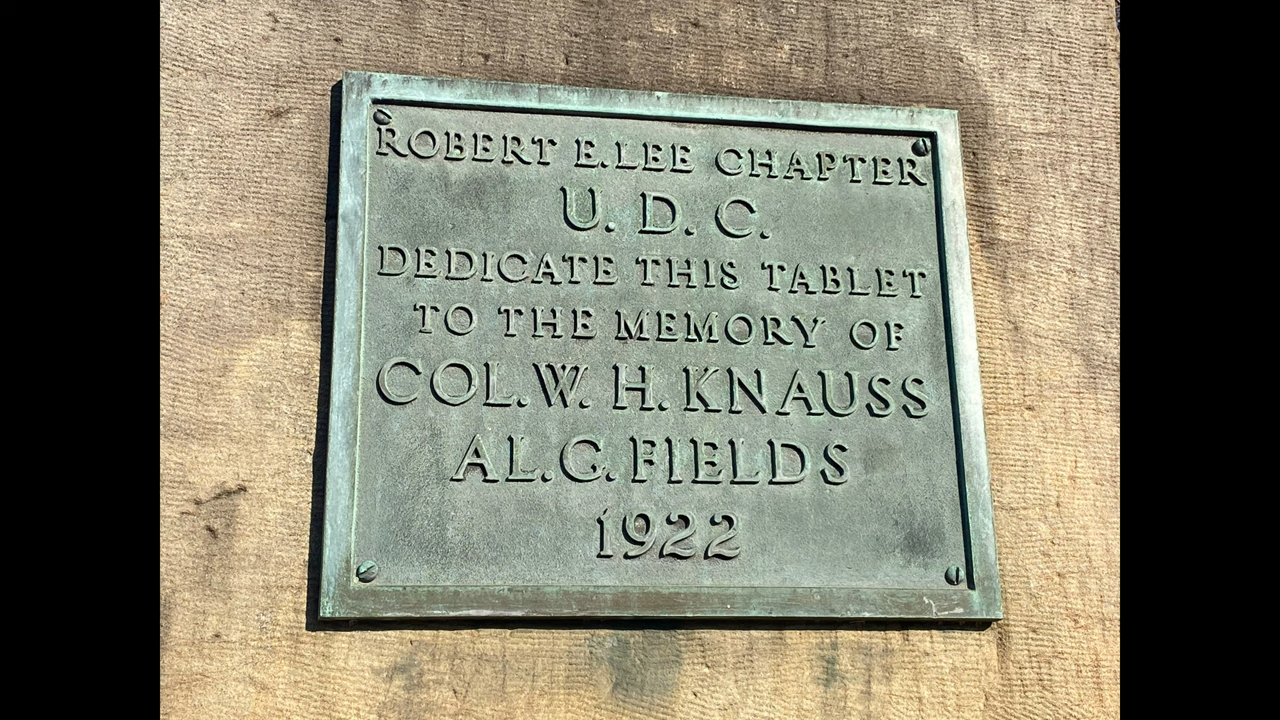 ROBERT E. LEE CHAPTER
U. D. C.
DEDICATE THIS TABLET
TO THE MEMORY OF
COL. W. H. KNAUSS
AL. G. FIELDS
1922